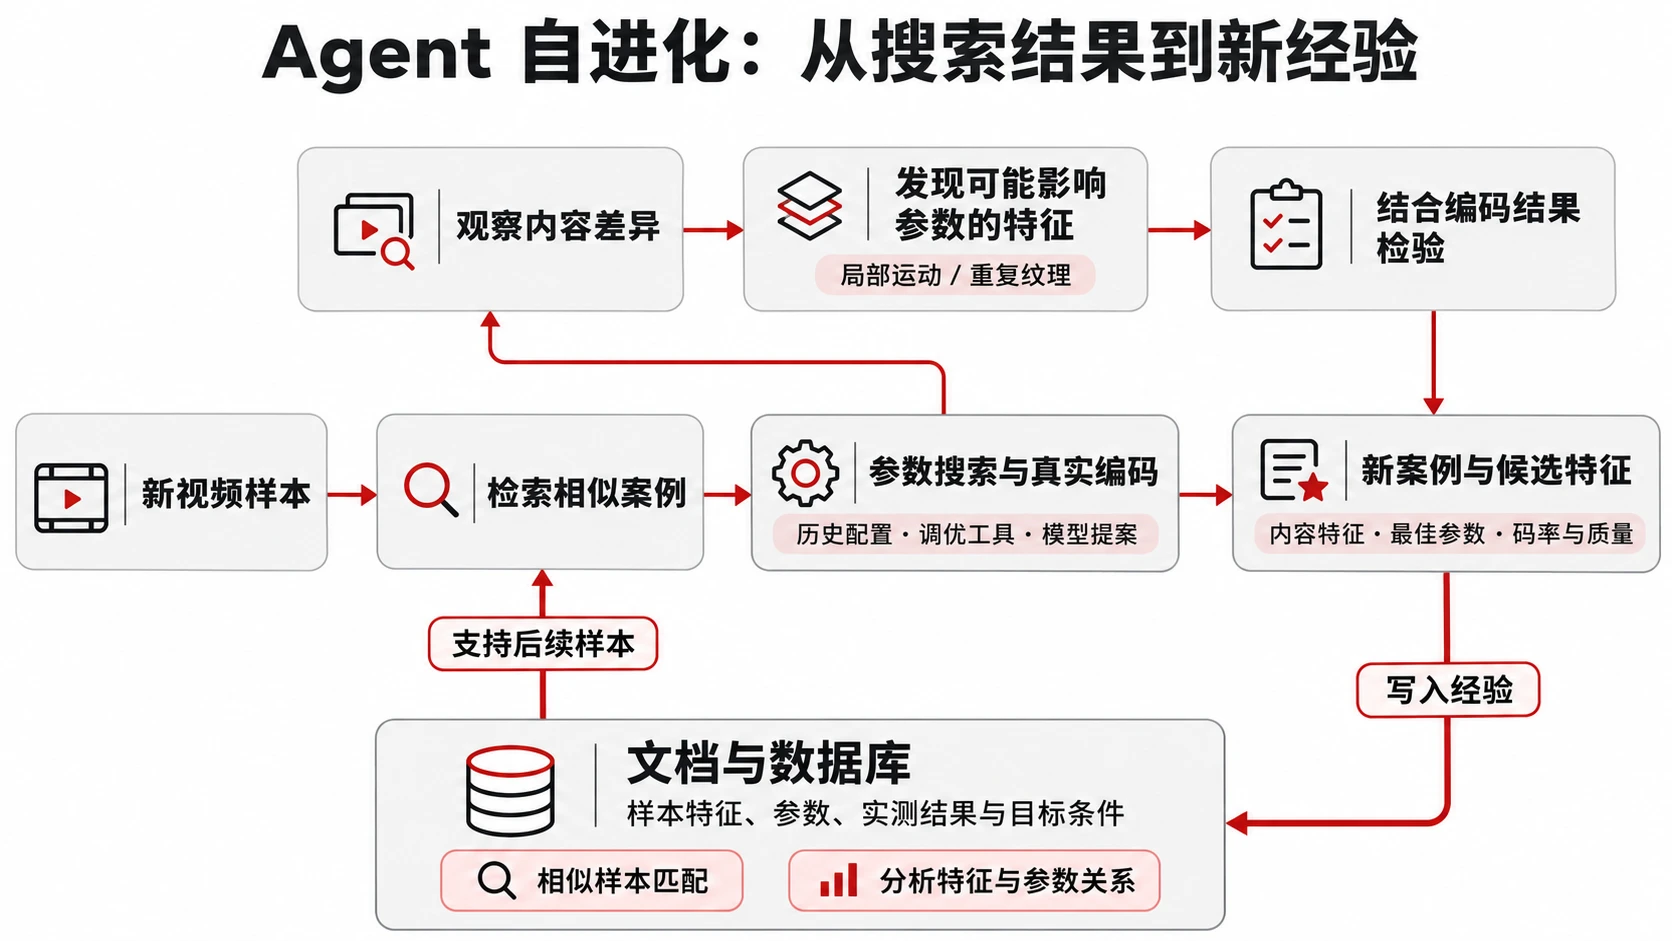 Agent 自进化：从搜索结果到新经验
观察内容差异
发现可能影响
参数的特征
局部运动 / 重复纹理
结合编码结果
检验
新视频样本
检索相似案例
参数搜索与真实编码
历史配置·调优工具·模型提案
新案例与候选特征
内容特征·最佳参数·码率与质量
支持后续样本
写入经验
文档与数据库
样本特征、参数、实测结果与目标条件
相似样本匹配
分析特征与参数关系